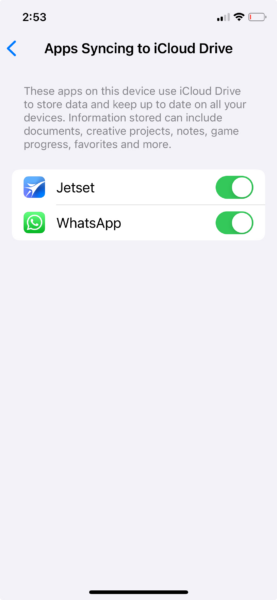 2:53
Apps Syncing to iCloud Drive
These apps on this device use iCloud Drive
to store data and keep up to date on all your
devices. Information stored can include
documents, creative projects, notes, game
progress, favorites and more.
Jetset
WhatsApp